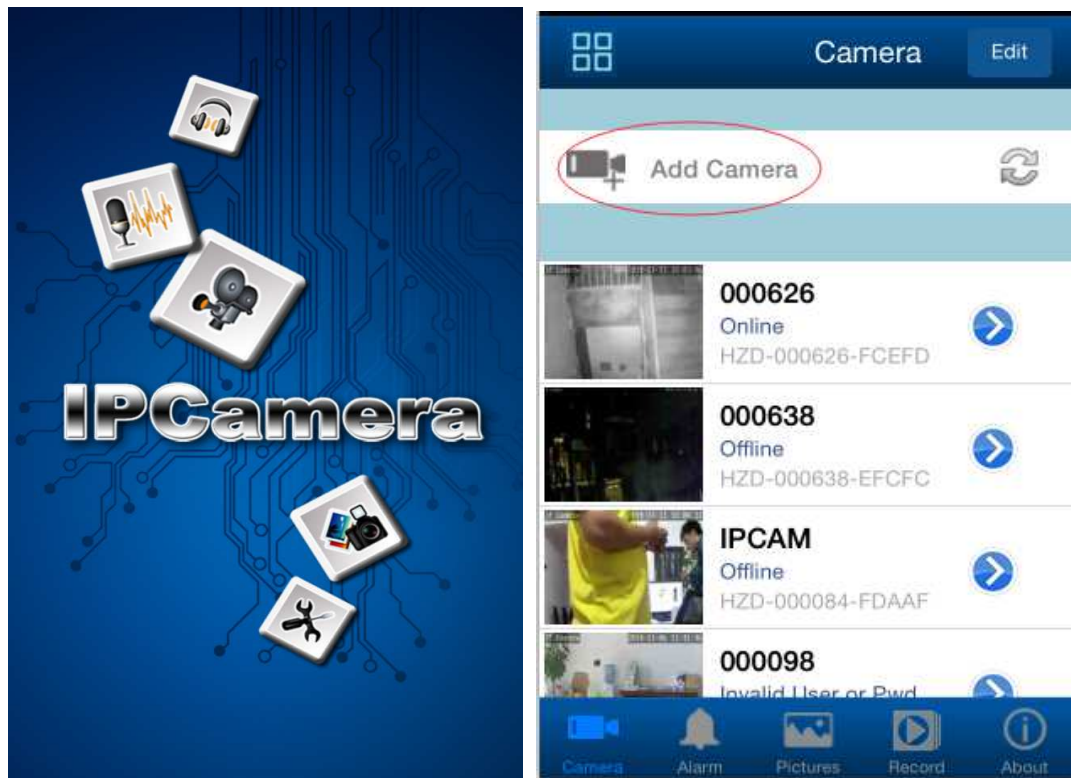 IPCamera
Camera
Edit
Add Camera
000626
Online
HZD-000626-FCEFD
000638
Offline
HZD-000638-EFCFC
IPCAM
Offline
HZD-000084-FDAAF
000098
Invalid User or Pwd
Camera
Alarm
Pictures
Record
About